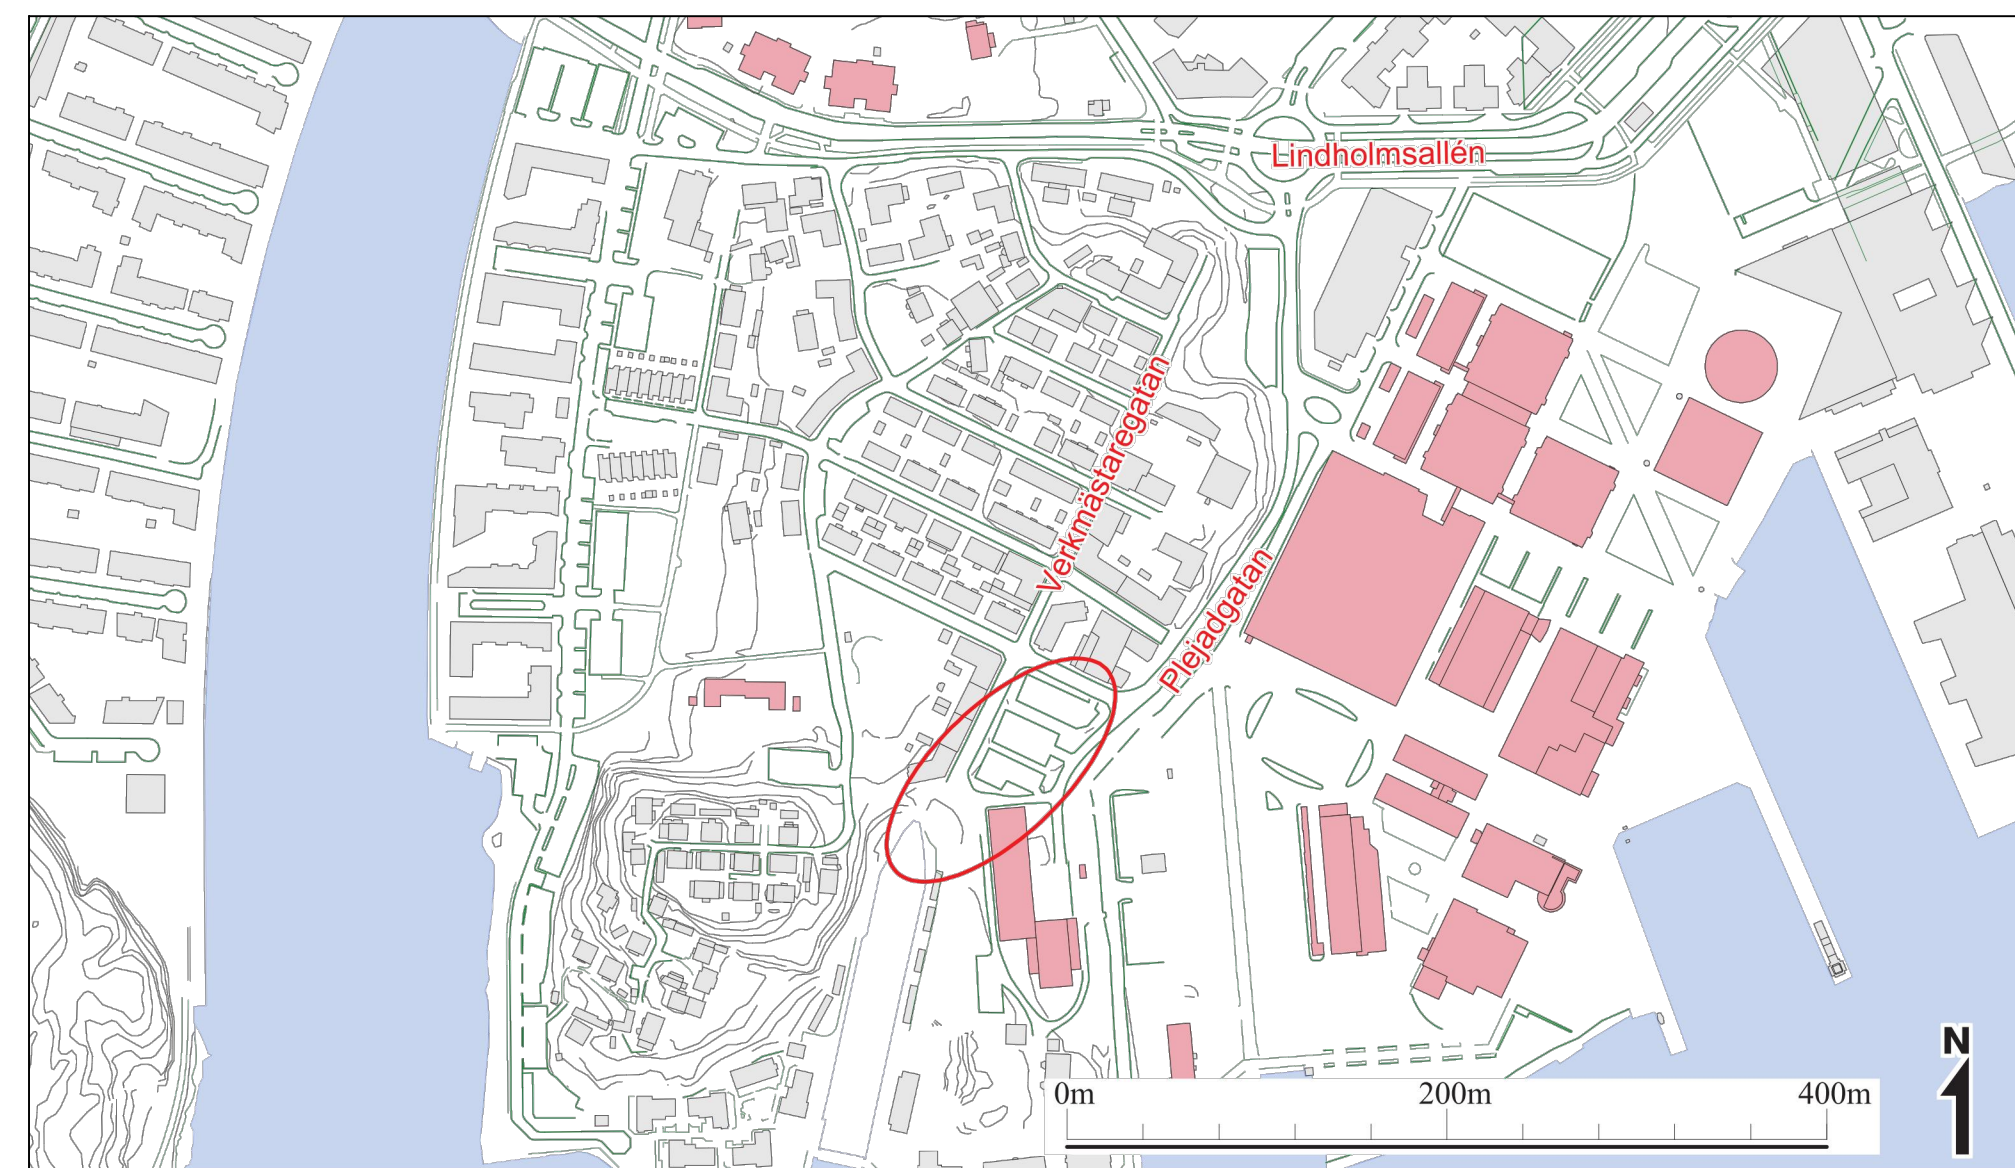 Lindholmsallén
Verkmästaregatan
Plejadgatan
N
0m 200m 400m